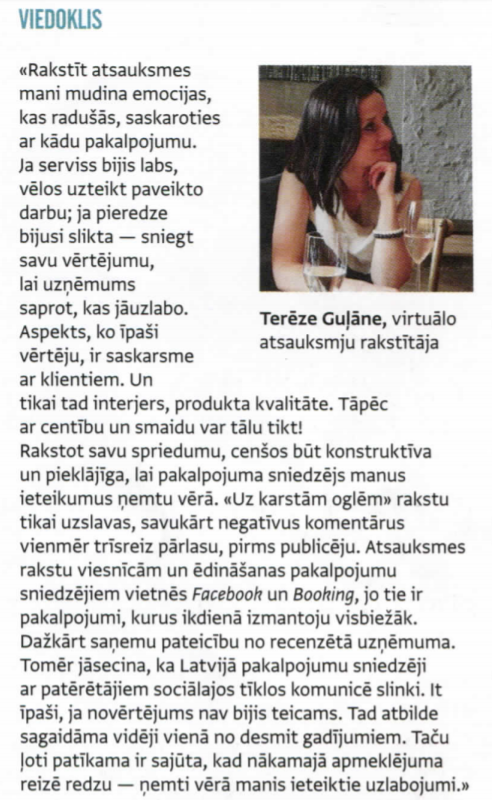 VIEDOKLIS
«Rakstīt atsauksmes
mani mudina emocijas,
kas radušās, saskaroties
ar kādu pakalpojumu.
Ja serviss bijis labs,
vēlos uzteikt paveikto
darbu; ja pieredze
bijusi slikta — sniegt
savu vērtējumu,
lai uzņēmums
saprot, kas jāuzlabo.
Aspekts, ko īpaši
vērtēju, ir saskarsme
ar klientiem. Un
tikai tad interjers, produkta kvalitāte. Tāpēc
ar centību un smaidu var tālu tikt!
Rakstot savu spriedumu, cenšos būt konstruktīva
un pieklājīga, lai pakalpojuma sniedzējs manus
ieteikumus ņemtu vērā. «Uz karstām oglēm» rakstu
tikai uzslavas, savukārt negatīvus komentārus
vienmēr trīsreiz pārlasu, pirms publicēju. Atsauksmes
rakstu viesnīcām un ēdināšanas pakalpojumu
sniedzējiem vietnēs Facebook un Booking, jo tie ir
pakalpojumi, kurus ikdienā izmantoju visbiežāk.
Dažkārt saņemu pateicību no recenzētā uzņēmuma.
Tomēr jāsecina, ka Latvijā pakalpojumu sniedzēji
ar patērētājiem sociālajos tīklos komunicē slinki. It
īpaši, ja novērtējums nav bijis teicams. Tad atbilde
sagaidāma vidēji vienā no desmit gadījumiem. Taču
ļoti patīkama ir sajūta, kad nākamajā apmeklējuma
reizē redzu — ņemti vērā manis ieteiktie uzlabojumi.»
Terēze Guļāne, virtuālo
atsauksmju rakstītāja